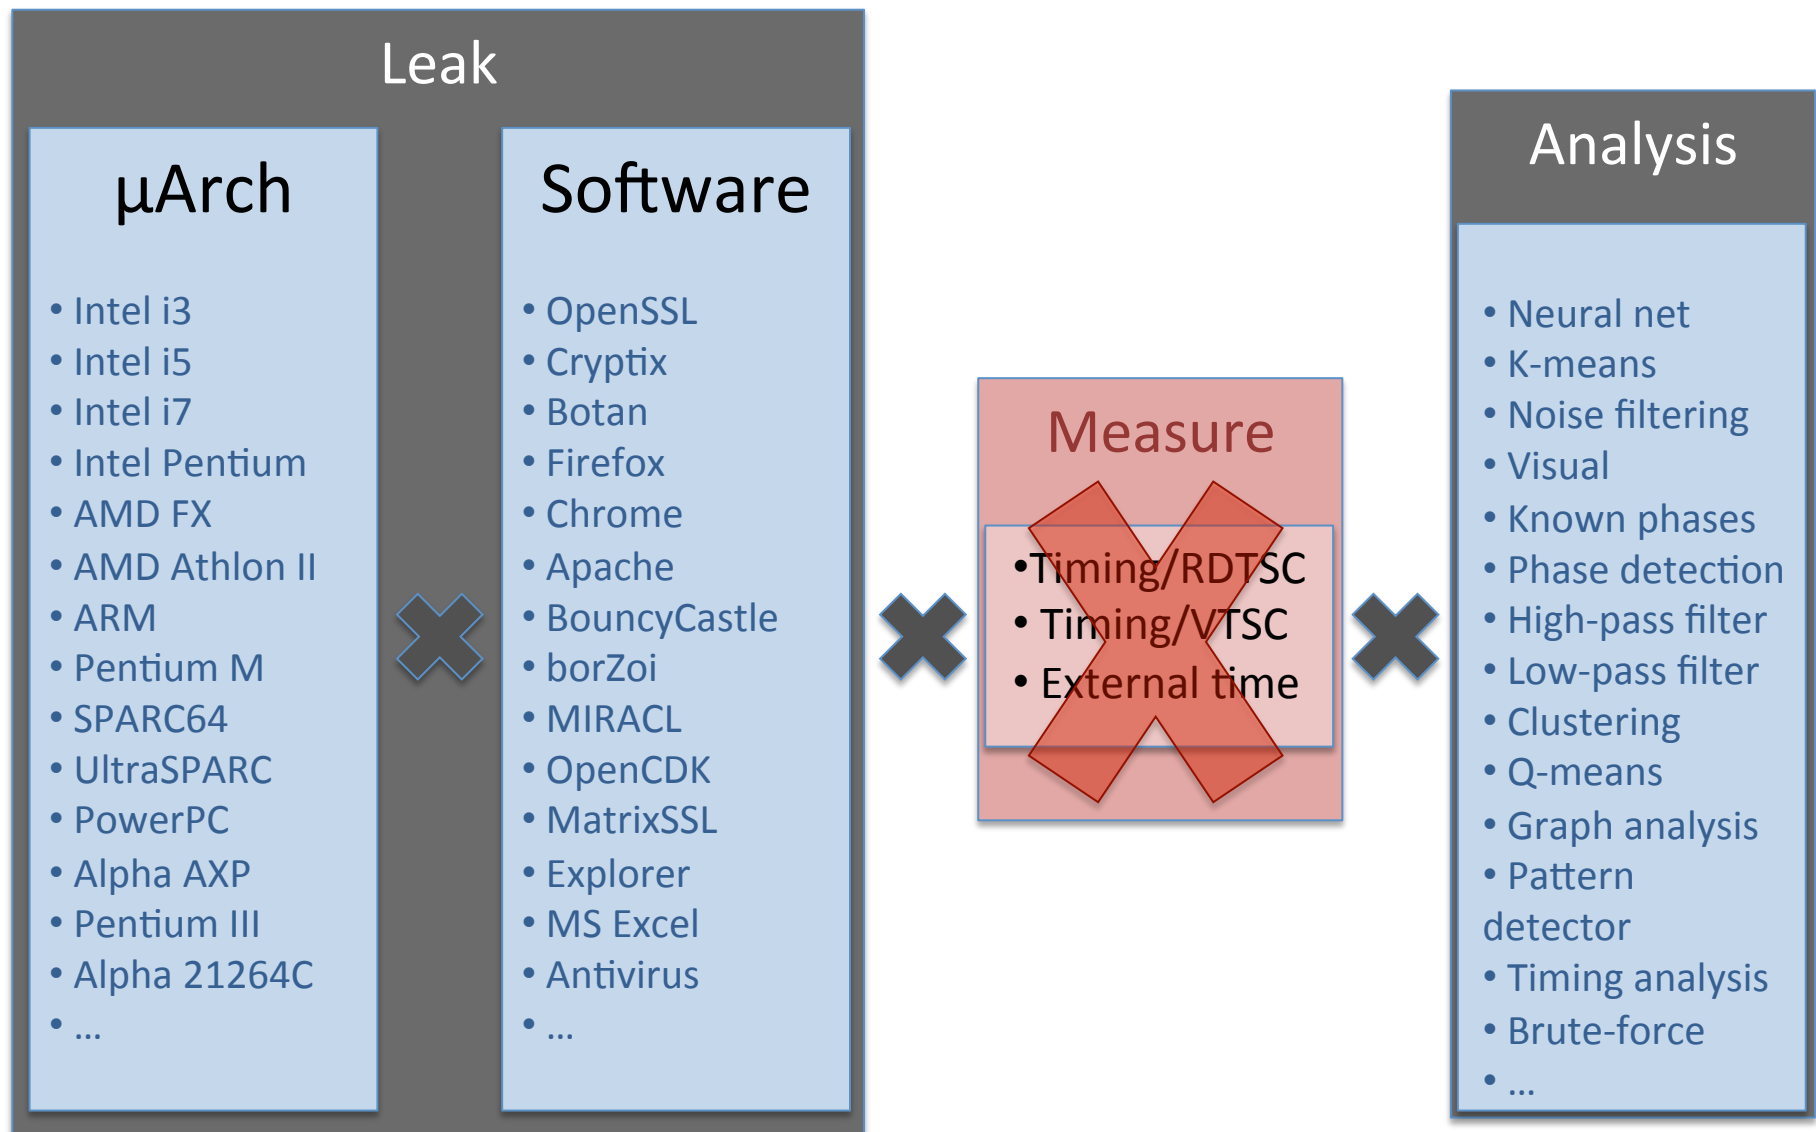 Leak
µArch
• Intel i3
• Intel i5
• Intel i7
• Intel Pentium
• AMD FX
• AMD Athlon II
• ARM
• Pentium M
• SPARC64
• UltraSPARC
• PowerPC
• Alpha AXP
• Pentium III
• Alpha 21264C
• ...
Software
• OpenSSL
• Cryptix
• Botan
• Firefox
• Chrome
• Apache
• BouncyCastle
• borZoi
• MIRACL
• OpenCDK
• MatrixSSL
• Explorer
• MS Excel
• Antivirus
• ...
Measure
•Timing/RDTSC
• Timing/VTSC
• External time
Analysis
• Neural net
• K-means
• Noise filtering
• Visual
• Known phases
• Phase detection
• High-pass filter
• Low-pass filter
• Clustering
• Q-means
• Graph analysis
• Pattern
detector
• Timing analysis
• Brute-force
• ...